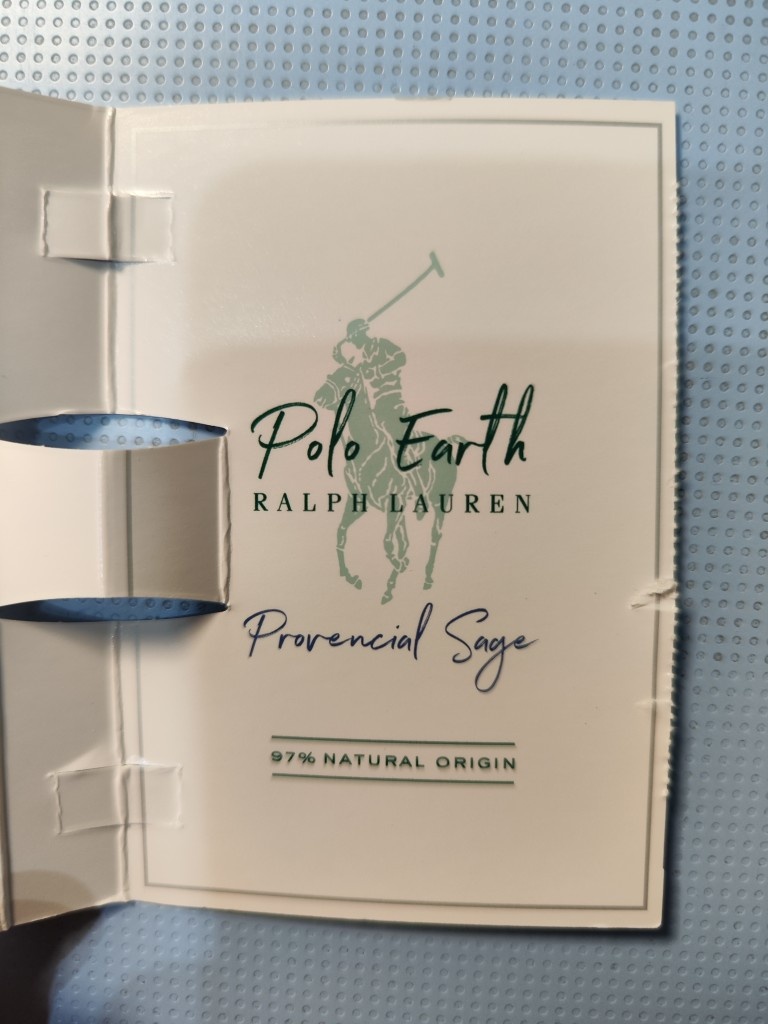 Polo Earth
RALPH LAUREN
Provencial Sage
97% NATURAL ORIGIN